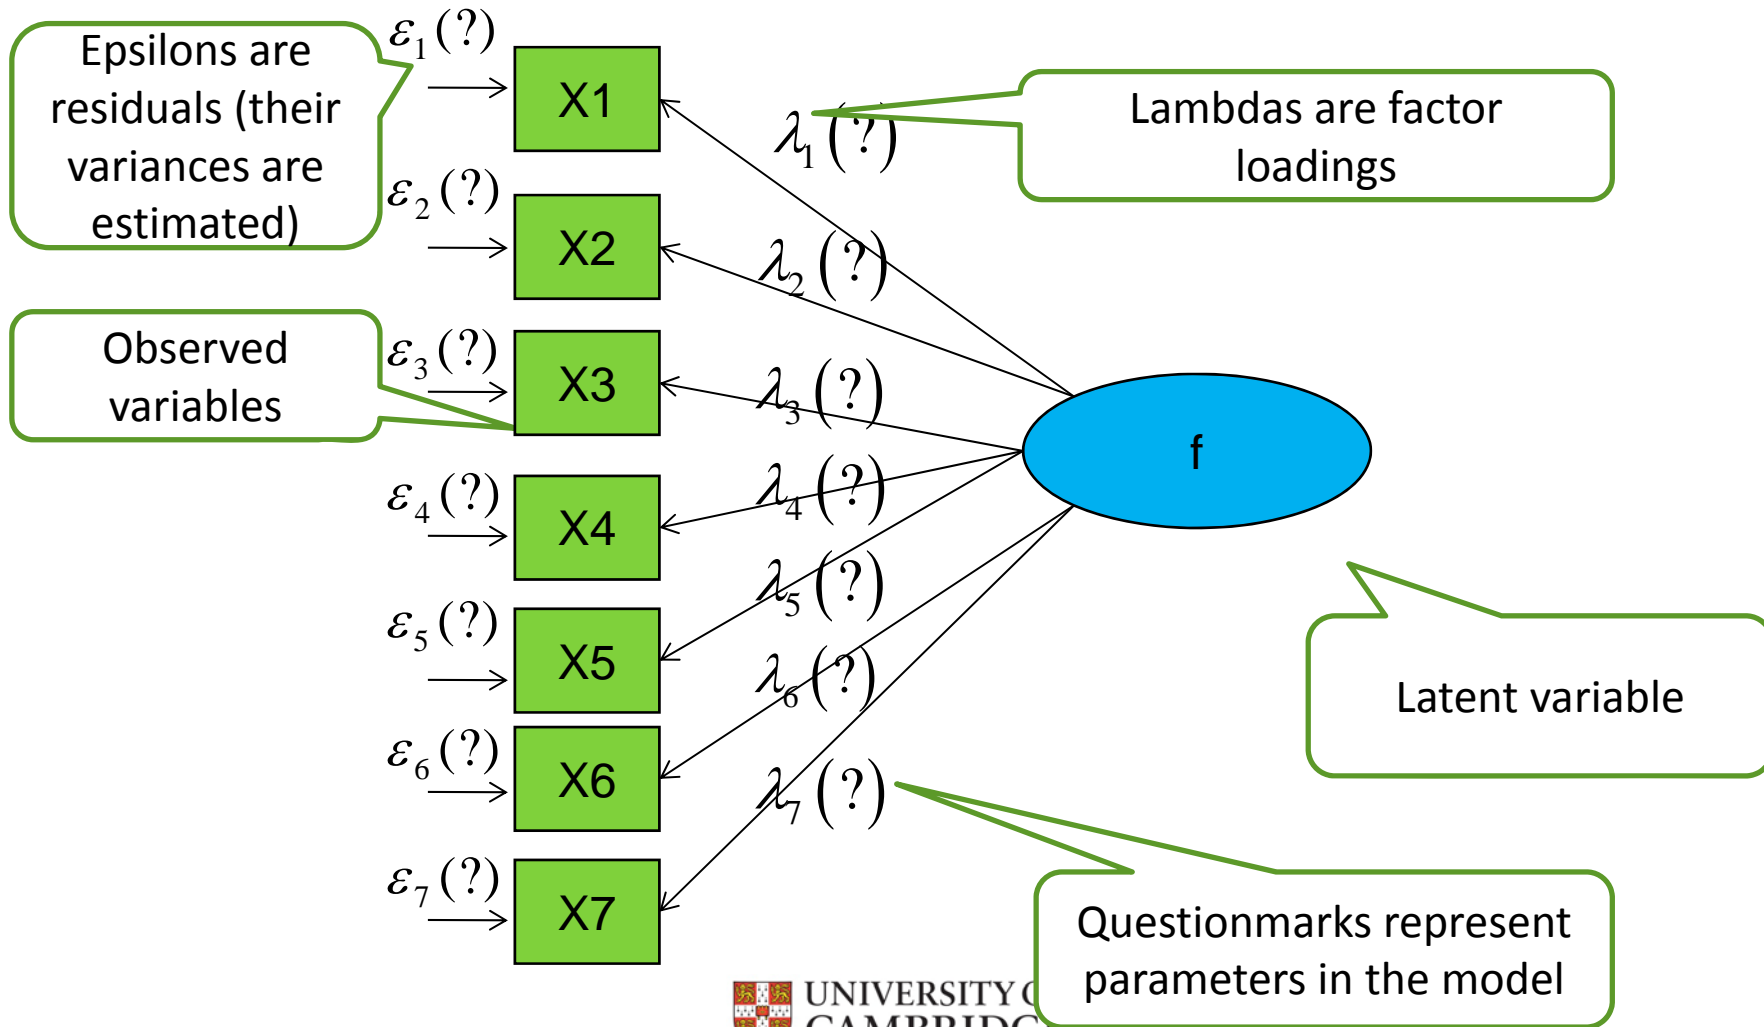 Epsilons are
residuals (their
variances are
estimated)
ε₁(?)
X1
λ₁(?)
Lambdas are factor
loadings
ε₂(?)
X2
λ₂(?)
Observed
variables
ε₃(?)
X3
λ₃(?)
f
ε₄(?)
X4
λ₄(?)
ε₅(?)
X5
λ₅(?)
Latent variable
ε₆(?)
X6
λ₆(?)
ε₇(?)
X7
λ₇(?)
Questionmarks represent
parameters in the model
UNIVERSITY